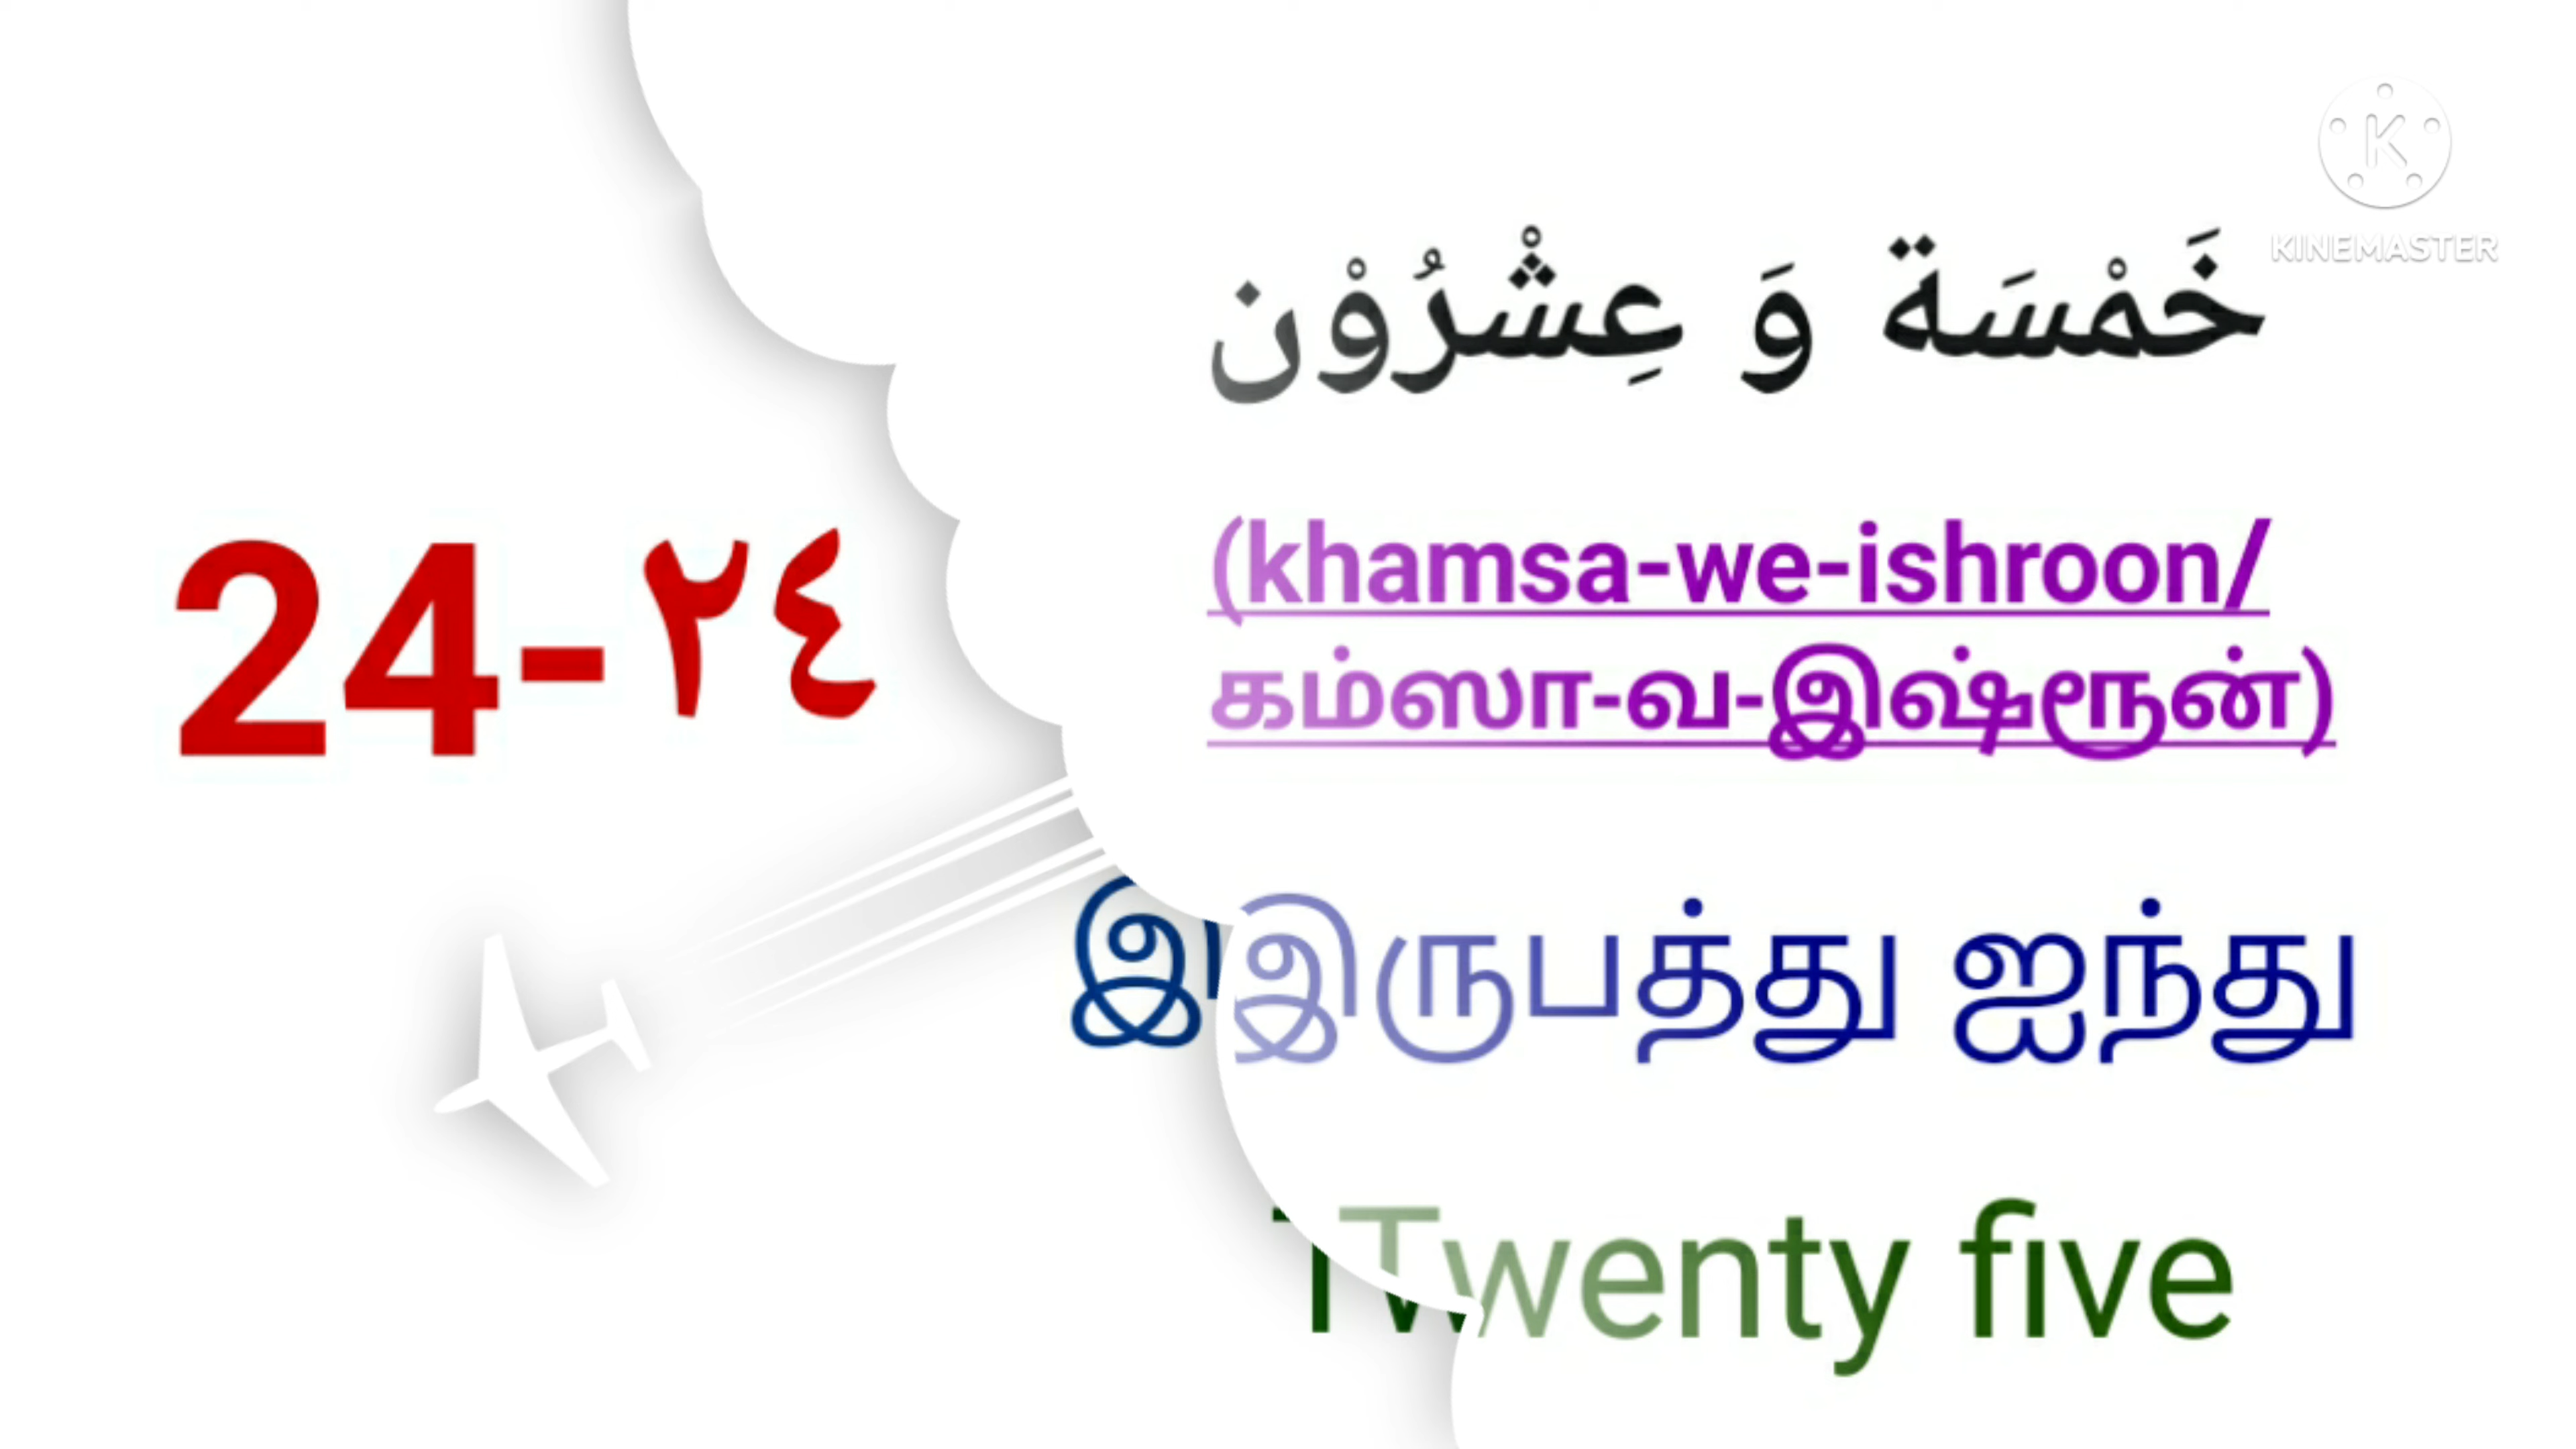 KINEMASTER
خَمْسَة وَ عِشْرُوْن
24-٢٤
(khamsa-we-ishroon/
கம்ஸா-வ-இஷ்ரூன்)
இருபத்து ஐந்து
Twenty five